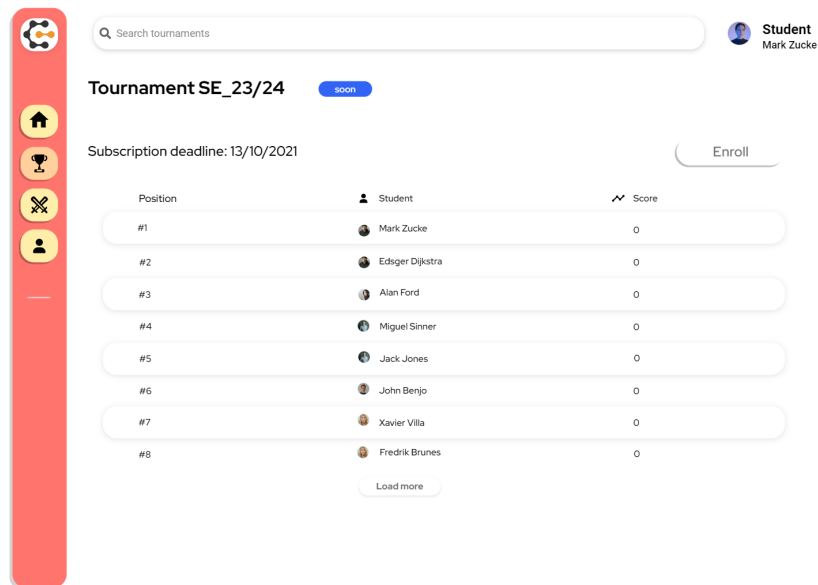 Search tournaments
Student
Mark Zucke
Tournament SE_23/24
soon
Subscription deadline: 13/10/2021
Enroll
Position Student Score
#1 Mark Zucke 0
#2 Edsger Dijkstra 0
#3 Alan Ford 0
#4 Miguel Sinner 0
#5 Jack Jones 0
#6 John Benjo 0
#7 Xavier Villa 0
#8 Fredrik Brunes 0
Load more